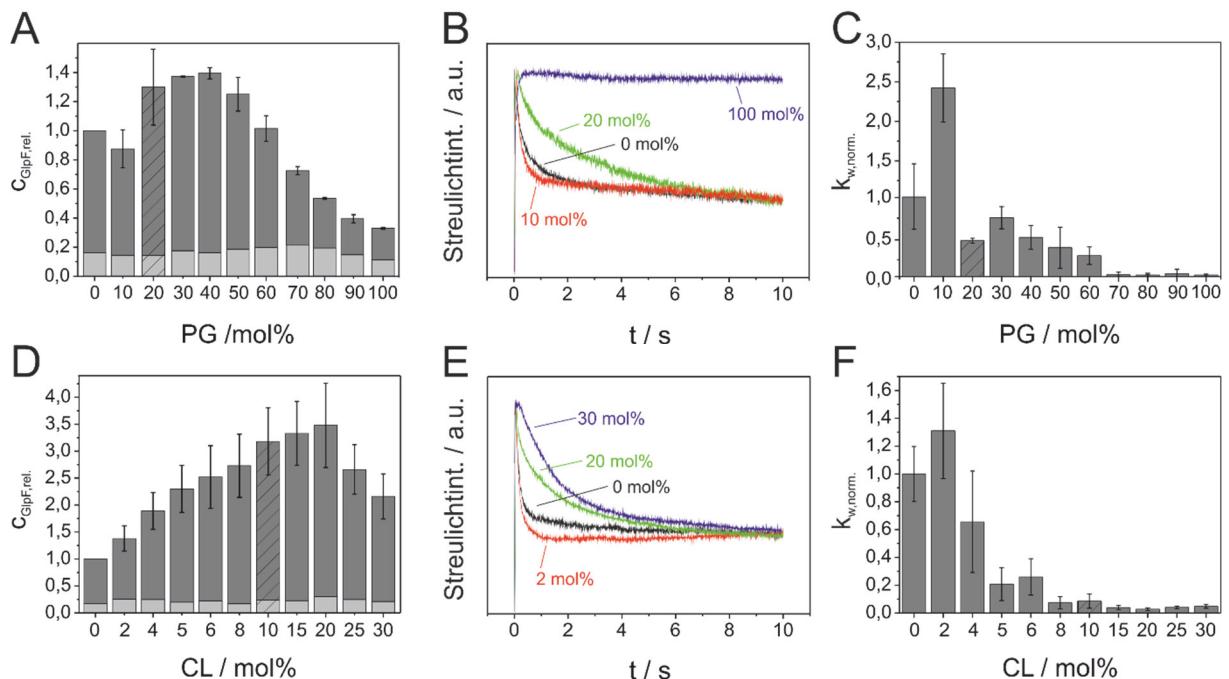 A
c_GlpF,rel.
1,4
1,2
1,0
0,8
0,6
0,4
0,2
0,0
0 10 20 30 40 50 60 70 80 90 100
PG /mol%
B
Streulichtint. / a.u.
100 mol%
20 mol%
0 mol%
10 mol%
0 2 4 6 8 10
t / s
C
k_w,norm.
3,0
2,5
2,0
1,5
1,0
0,5
0,0
0 10 20 30 40 50 60 70 80 90 100
PG / mol%
D
c_GlpF,rel.
4,0
3,5
3,0
2,5
2,0
1,5
1,0
0,5
0,0
0 2 4 5 6 8 10 15 20 25 30
CL / mol%
E
Streulichtint. / a.u.
30 mol%
20 mol%
0 mol%
2 mol%
0 2 4 6 8 10
t / s
F
k_w,norm.
1,6
1,4
1,2
1,0
0,8
0,6
0,4
0,2
0,0
0 2 4 5 6 8 10 15 20 25 30
CL / mol%